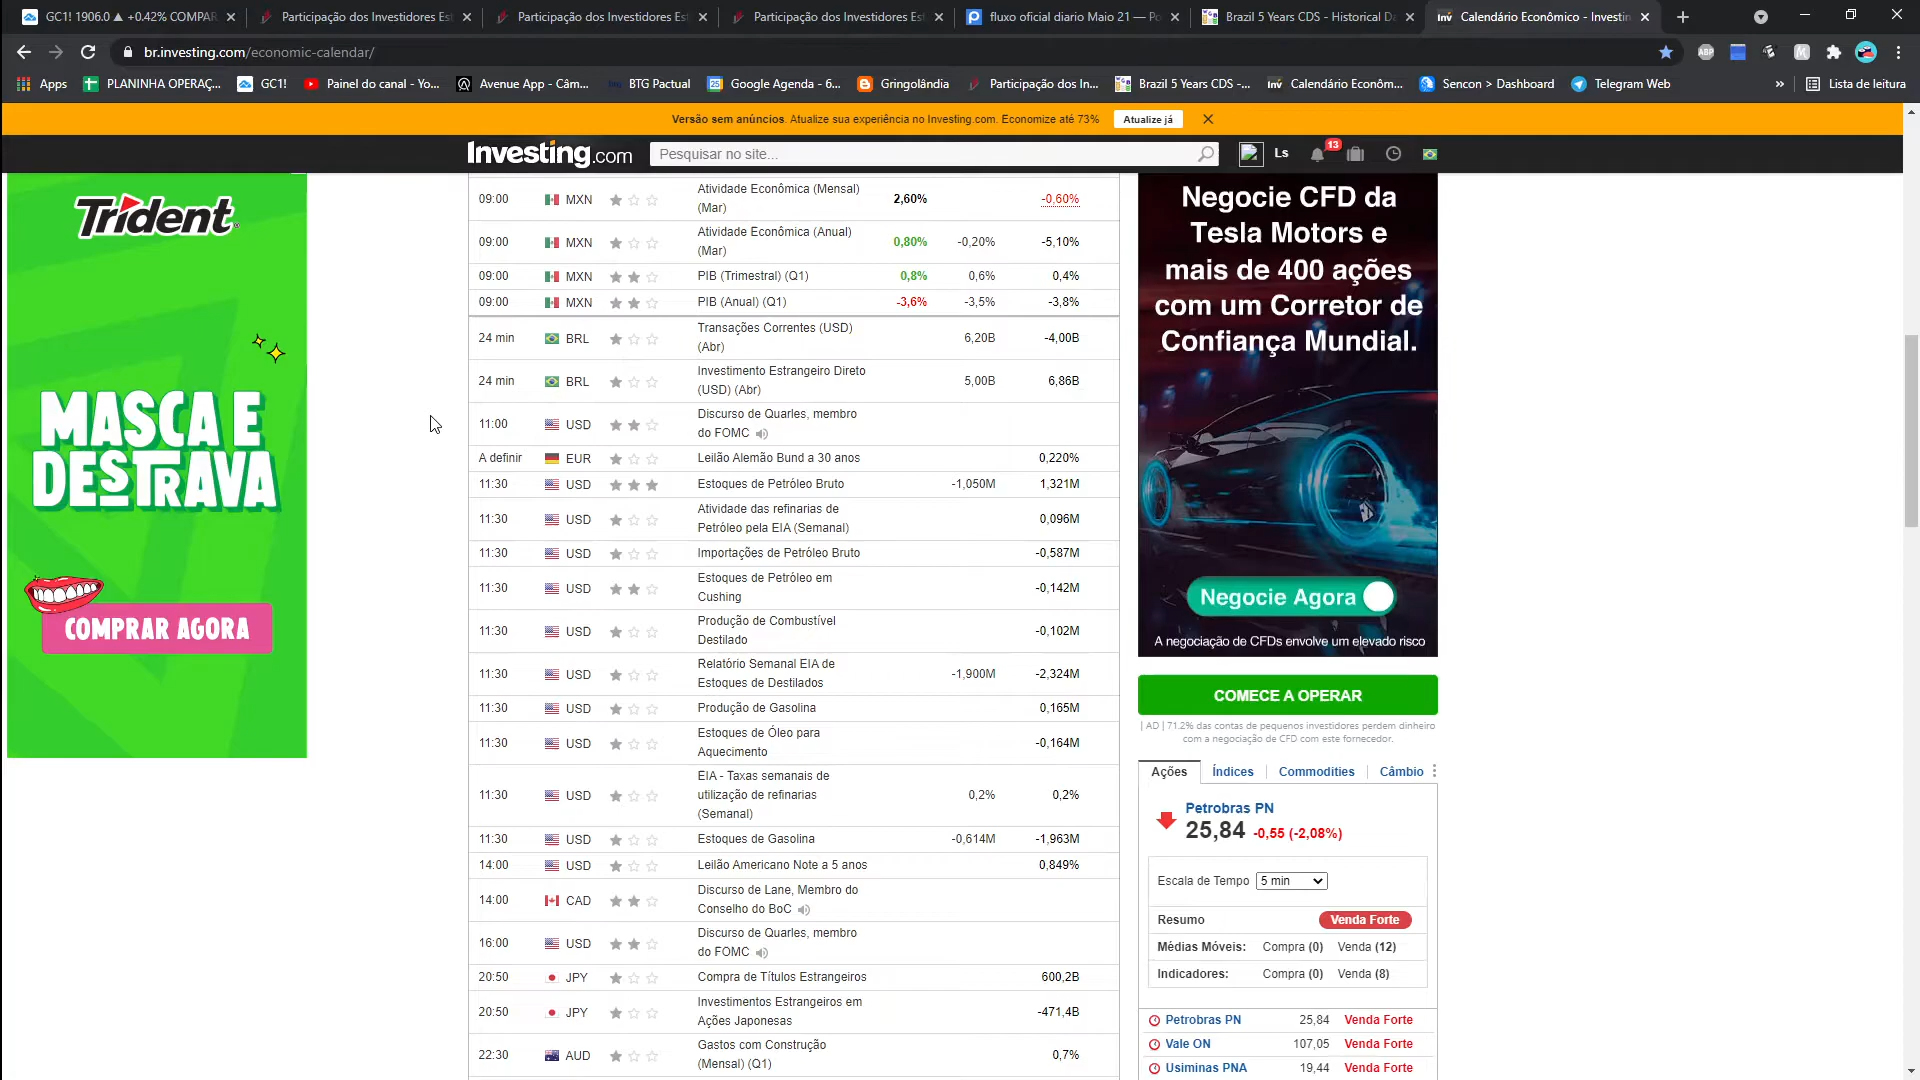 GC1! 1906.0 ▲ +0.42% COMPAR
Participação dos Investidores Es
Participação dos Investidores Es
Participação dos Investidores Es
fluxo oficial diario Maio 21 — Po
Brazil 5 Years CDS - Historical Da
Calendário Econômico - Investin
br.investing.com/economic-calendar/
Apps
PLANINHA OPERAÇ...
GC1!
Painel do canal - Yo...
Avenue App - Câm...
BTG Pactual
Google Agenda - 6...
Gringolândia
Participação dos In...
Brazil 5 Years CDS -...
Calendário Econôm...
Sencon > Dashboard
Telegram Web
»
Lista de leitura
Versão sem anúncios. Atualize sua experiência no Investing.com. Economize até 73%
Atualize já
Investing.com
Pesquisar no site...
Ls
13
Trident
MASCA E
DESTRAVA
COMPRAR AGORA
09:00 MXN Atividade Econômica (Mensal) 2,60% -0,60%
(Mar)
09:00 MXN Atividade Econômica (Anual) 0,80% -0,20% -5,10%
(Mar)
09:00 MXN PIB (Trimestral) (Q1) 0,8% 0,6% 0,4%
09:00 MXN PIB (Anual) (Q1) -3,6% -3,5% -3,8%
24 min BRL Transações Correntes (USD) 6,20B -4,00B
(Abr)
24 min BRL Investimento Estrangeiro Direto 5,00B 6,86B
(USD) (Abr)
11:00 USD Discurso de Quarles, membro
do FOMC
A definir EUR Leilão Alemão Bund a 30 anos 0,220%
11:30 USD Estoques de Petróleo Bruto -1,050M 1,321M
11:30 USD Atividade das refinarias de 0,096M
Petróleo pela EIA (Semanal)
11:30 USD Importações de Petróleo Bruto -0,587M
11:30 USD Estoques de Petróleo em -0,142M
Cushing
11:30 USD Produção de Combustível -0,102M
Destilado
11:30 USD Relatório Semanal EIA de -1,900M -2,324M
Estoques de Destilados
11:30 USD Produção de Gasolina 0,165M
11:30 USD Estoques de Óleo para -0,164M
Aquecimento
11:30 USD EIA - Taxas semanais de 0,2% 0,2%
utilização de refinarias
(Semanal)
11:30 USD Estoques de Gasolina -0,614M -1,963M
14:00 USD Leilão Americano Note a 5 anos 0,849%
14:00 CAD Discurso de Lane, Membro do
Conselho do BoC
16:00 USD Discurso de Quarles, membro
do FOMC
20:50 JPY Compra de Títulos Estrangeiros 600,2B
20:50 JPY Investimentos Estrangeiros em -471,4B
Ações Japonesas
22:30 AUD Gastos com Construção 0,7%
(Mensal) (Q1)
Negocie CFD da
Tesla Motors e
mais de 400 ações
com um Corretor de
Confiança Mundial.
Negocie Agora
A negociação de CFDs envolve um elevado risco
COMECE A OPERAR
| AD | 71.2% das contas de pequenos investidores perdem dinheiro
com a negociação de CFD com este fornecedor.
Ações
Índices
Commodities
Câmbio
Petrobras PN
25,84 -0,55 (-2,08%)
Escala de Tempo 5 min
Resumo Venda Forte
Médias Móveis: Compra (0) Venda (12)
Indicadores: Compra (0) Venda (8)
Petrobras PN 25,84 Venda Forte
Vale ON 107,05 Venda Forte
Usiminas PNA 19,44 Venda Forte